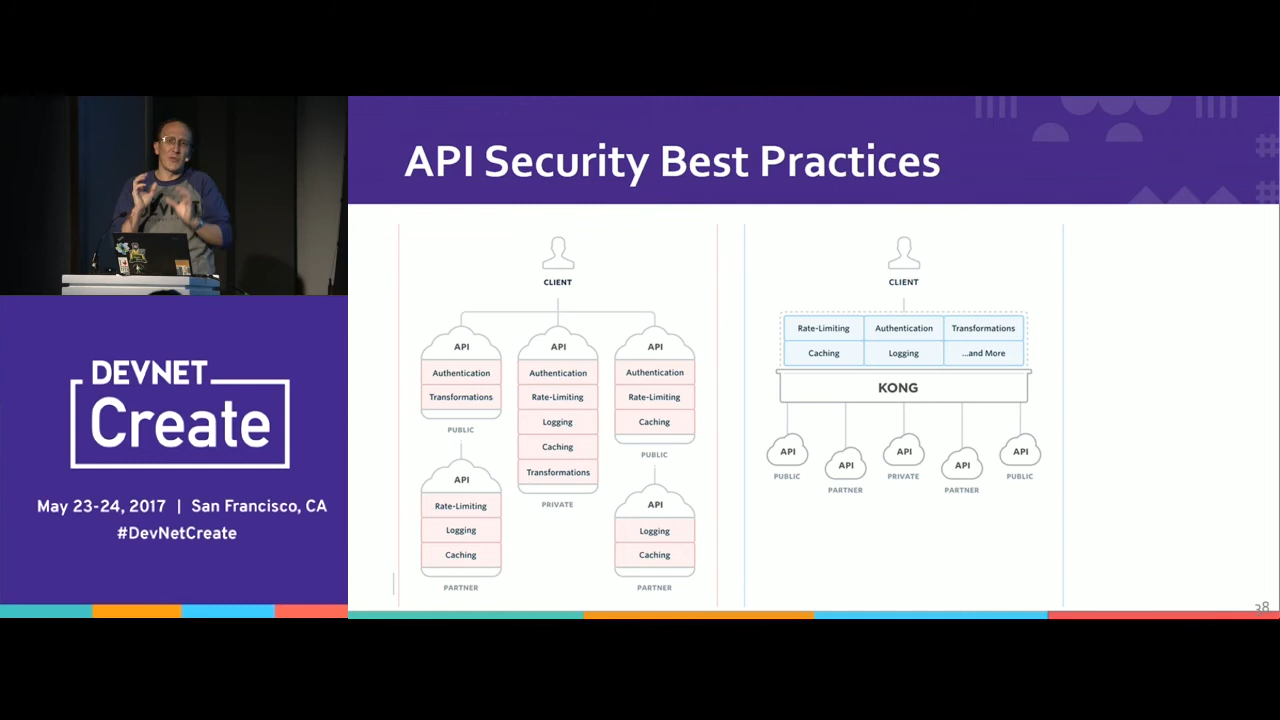 DEVNET
DEVNET
Create
May 23-24, 2017 | San Francisco, CA
#DevNetCreate
API Security Best Practices
CLIENT
API
Authentication
Transformations
PUBLIC
API
Rate-Limiting
Logging
Caching
PARTNER
API
Authentication
Rate-Limiting
Logging
Caching
Transformations
PRIVATE
API
Authentication
Rate-Limiting
Caching
PUBLIC
API
Logging
Caching
PARTNER
CLIENT
Rate-Limiting Authentication Transformations
Caching Logging ...and More
KONG
API
PUBLIC
API
PARTNER
API
PRIVATE
API
PARTNER
API
PUBLIC
38